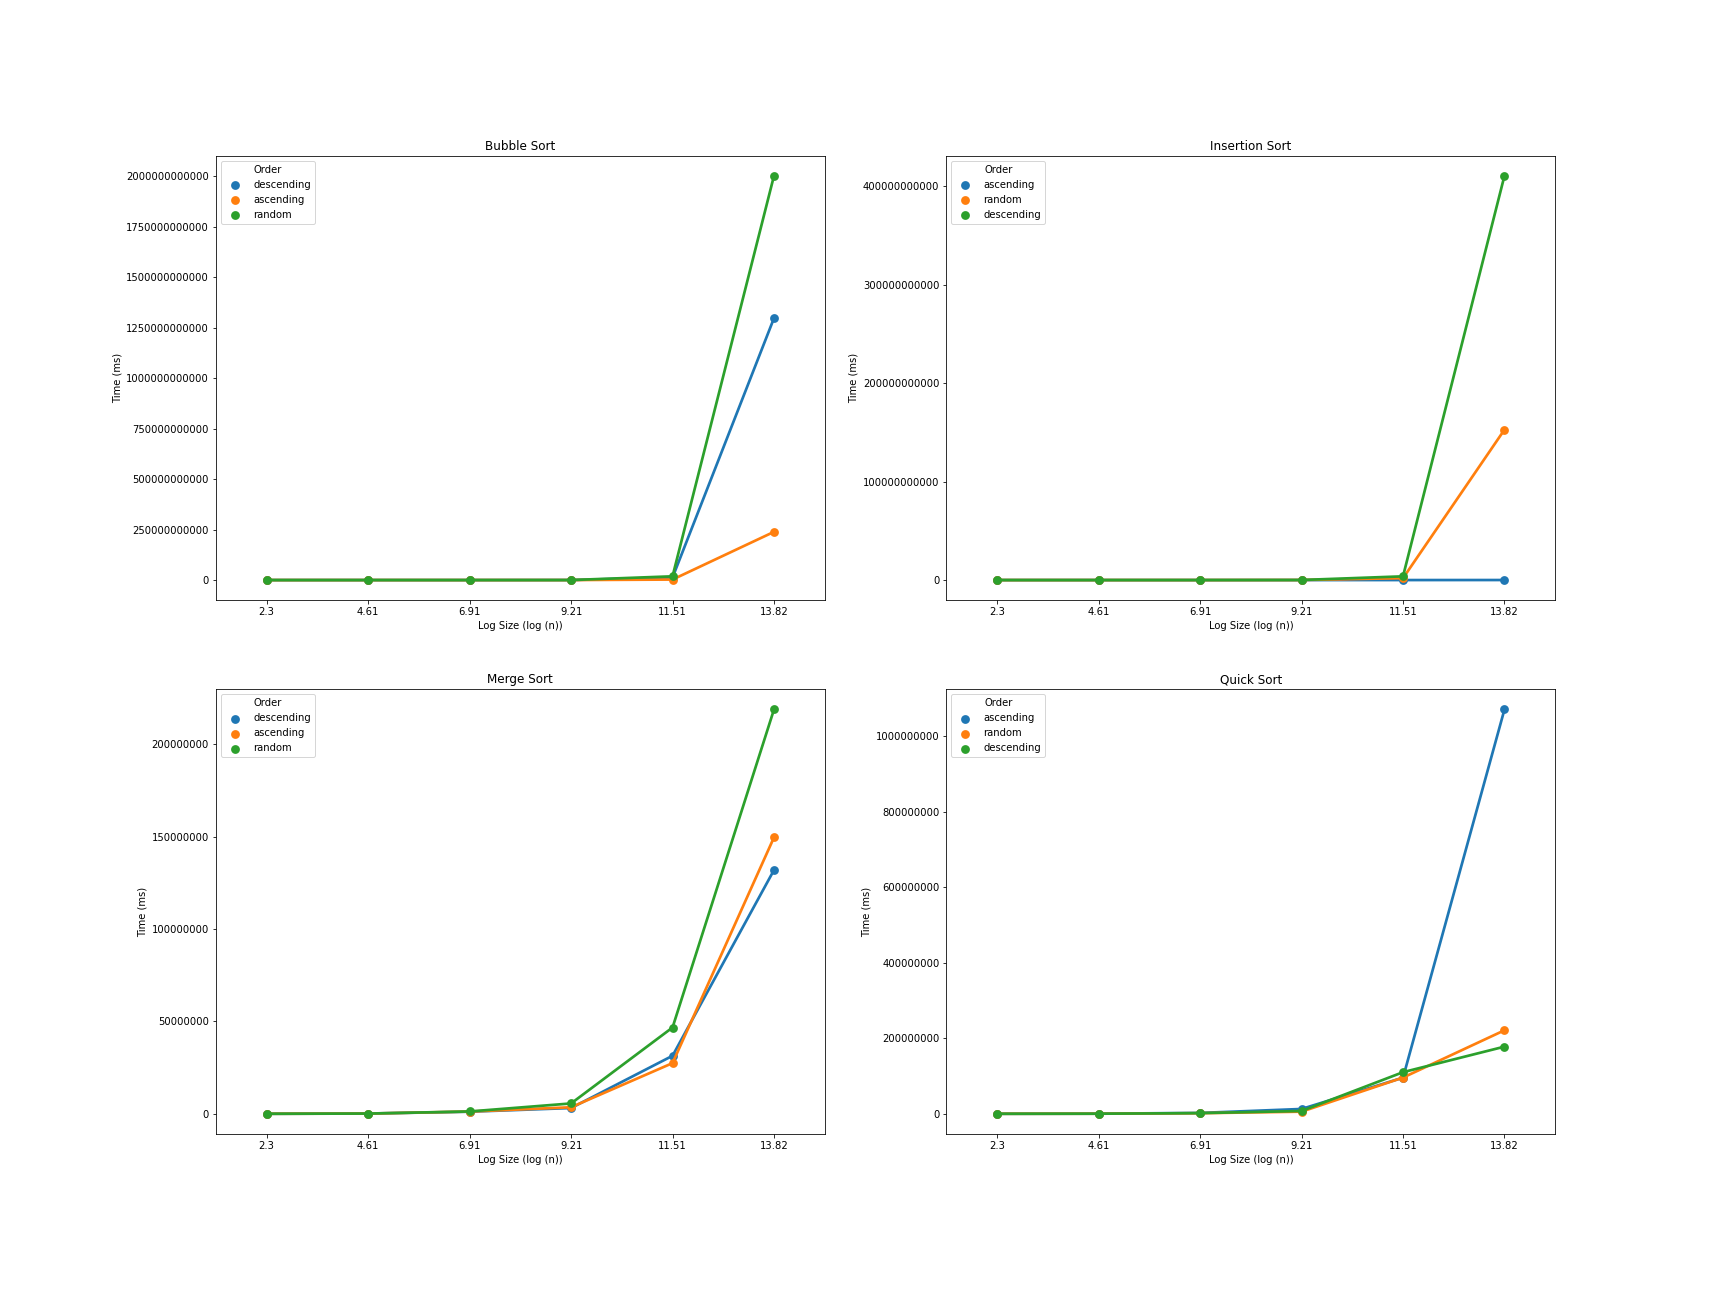 Bubble Sort
Order
descending
ascending
random
2000000000000
1750000000000
1500000000000
1250000000000
1000000000000
750000000000
500000000000
250000000000
0
Time (ms)
2.3 4.61 6.91 9.21 11.51 13.82
Log Size (log (n))
Insertion Sort
Order
ascending
random
descending
400000000000
300000000000
200000000000
100000000000
0
Time (ms)
2.3 4.61 6.91 9.21 11.51 13.82
Log Size (log (n))
Merge Sort
Order
descending
ascending
random
200000000
150000000
100000000
50000000
0
Time (ms)
2.3 4.61 6.91 9.21 11.51 13.82
Log Size (log (n))
Quick Sort
Order
ascending
random
descending
1000000000
800000000
600000000
400000000
200000000
0
Time (ms)
2.3 4.61 6.91 9.21 11.51 13.82
Log Size (log (n))